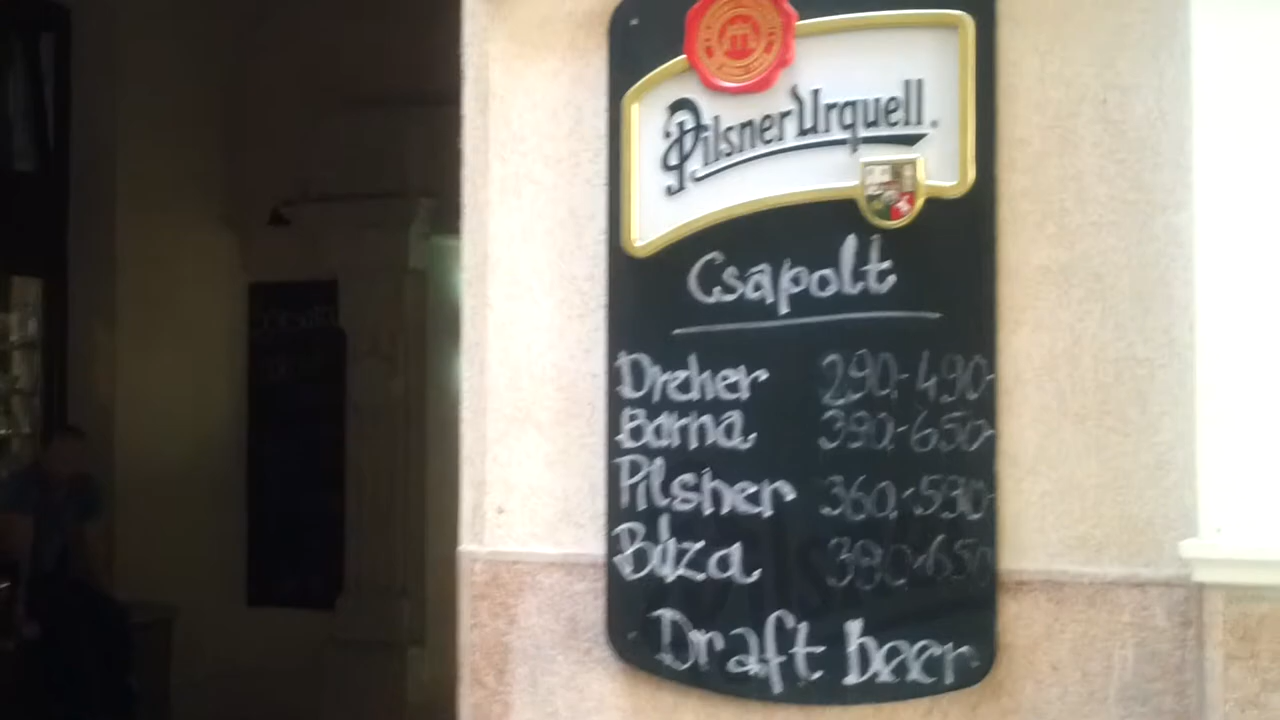 Pilsner Urquell
Csapolt
Dreher 290,- 490,-
Barna 390,- 650,-
Pilsner 360,- 590,-
Búza 390,- 650
Draft beer